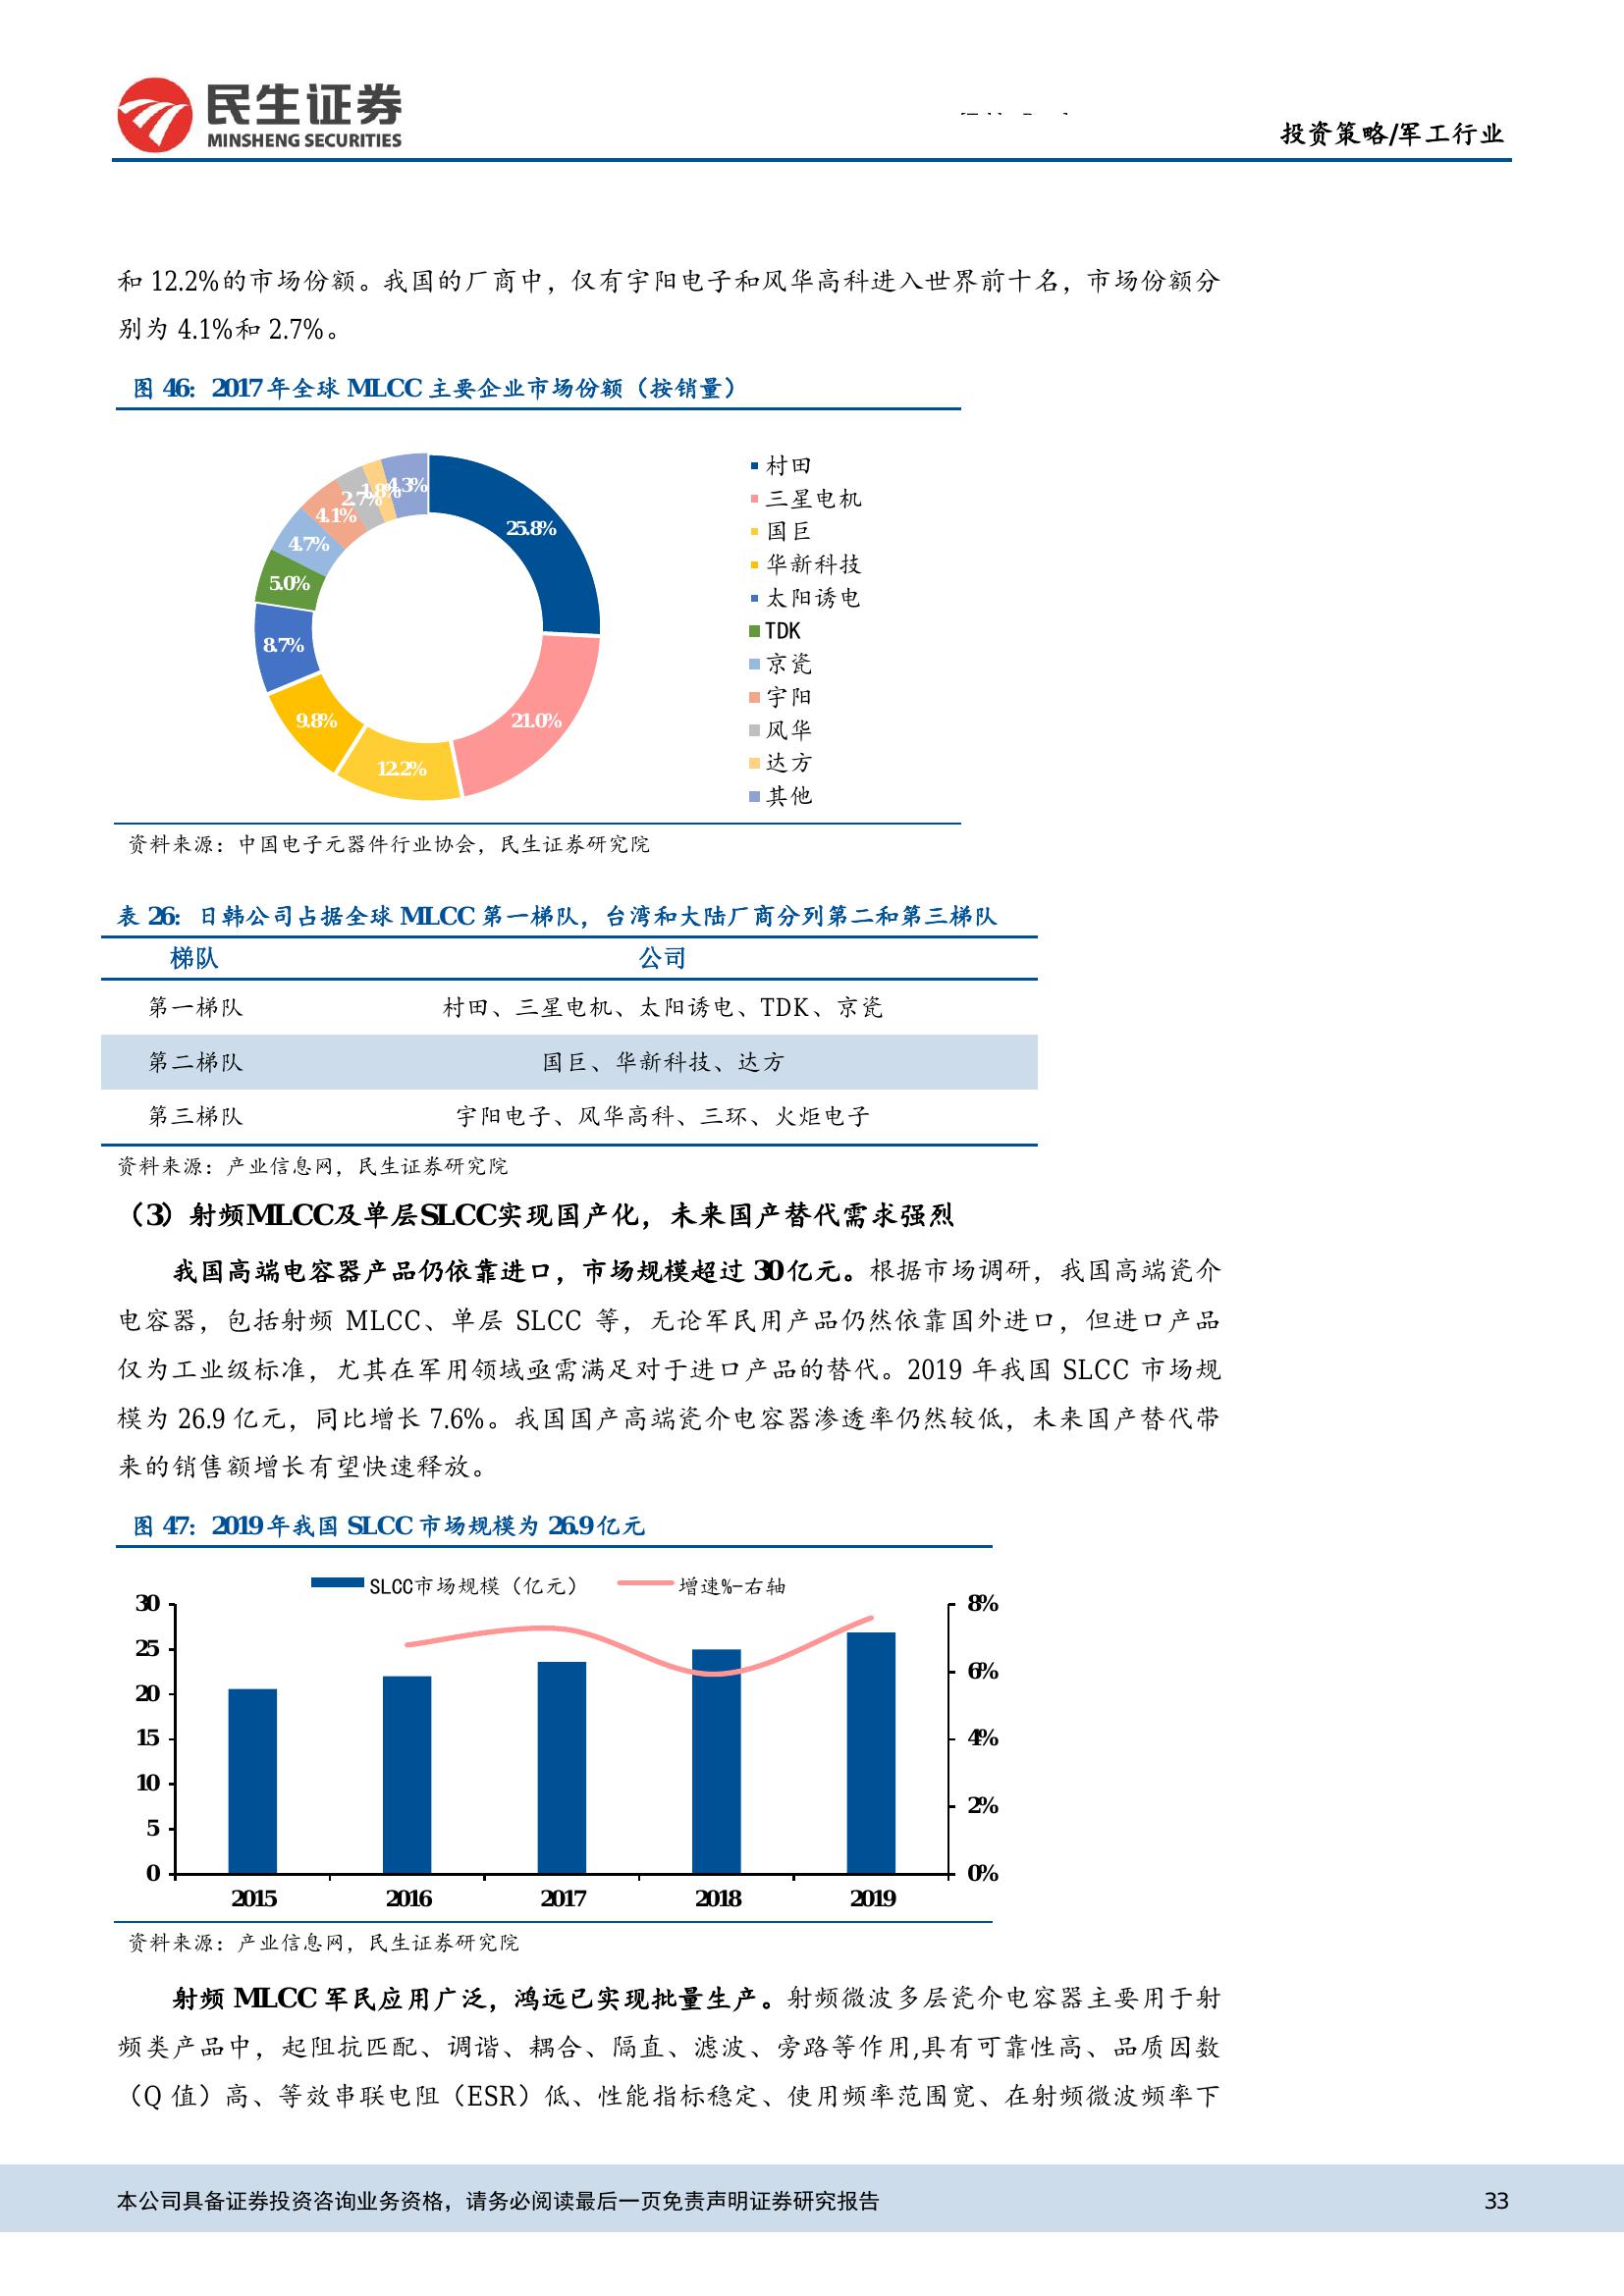 民生证券
MINSHENG SECURITIES
投资策略/军工行业
和 12.2%的市场份额。我国的厂商中，仅有宇阳电子和风华高科进入世界前十名，市场份额分
别为 4.1%和 2.7%。
图 46：2017 年全球 MLCC 主要企业市场份额（按销量）
25.8%
21.0%
12.2%
9.8%
8.7%
5.0%
4.7%
4.1%
2.7%
1.8%
4.3%
村田
三星电机
国巨
华新科技
太阳诱电
TDK
京瓷
宇阳
风华
达方
其他
资料来源：中国电子元器件行业协会，民生证券研究院
表 26：日韩公司占据全球 MLCC 第一梯队，台湾和大陆厂商分列第二和第三梯队
梯队 公司
第一梯队 村田、三星电机、太阳诱电、TDK、京瓷
第二梯队 国巨、华新科技、达方
第三梯队 宇阳电子、风华高科、三环、火炬电子
资料来源：产业信息网，民生证券研究院
（3）射频MLCC及单层SLCC实现国产化，未来国产替代需求强烈
我国高端电容器产品仍依靠进口，市场规模超过 30 亿元。根据市场调研，我国高端瓷介
电容器，包括射频 MLCC、单层 SLCC 等，无论军民用产品仍然依靠国外进口，但进口产品
仅为工业级标准，尤其在军用领域亟需满足对于进口产品的替代。2019 年我国 SLCC 市场规
模为 26.9 亿元，同比增长 7.6%。我国国产高端瓷介电容器渗透率仍然较低，未来国产替代带
来的销售额增长有望快速释放。
图 47：2019 年我国 SLCC 市场规模为 26.9 亿元
SLCC市场规模（亿元） 增速%-右轴
30
25
20
15
10
5
0
8%
6%
4%
2%
0%
2015 2016 2017 2018 2019
资料来源：产业信息网，民生证券研究院
射频 MLCC 军民应用广泛，鸿远已实现批量生产。射频微波多层瓷介电容器主要用于射
频类产品中，起阻抗匹配、调谐、耦合、隔直、滤波、旁路等作用,具有可靠性高、品质因数
（Q 值）高、等效串联电阻（ESR）低、性能指标稳定、使用频率范围宽、在射频微波频率下
本公司具备证券投资咨询业务资格，请务必阅读最后一页免责声明证券研究报告 33